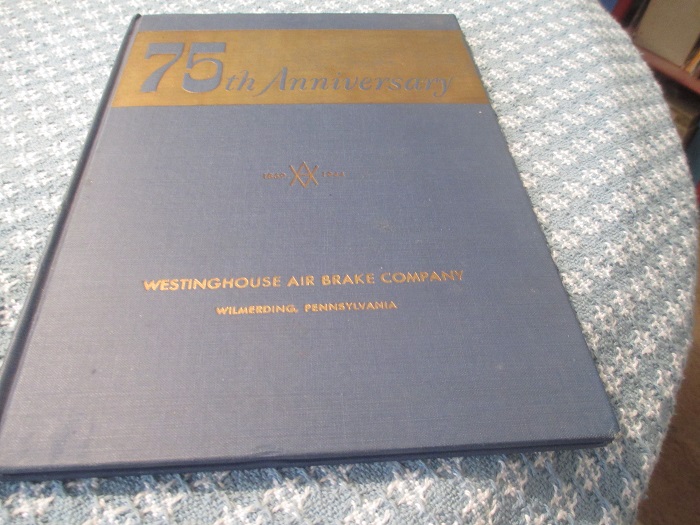 75th Anniversary
WESTINGHOUSE AIR BRAKE COMPANY
WILMERDING, PENNSYLVANIA